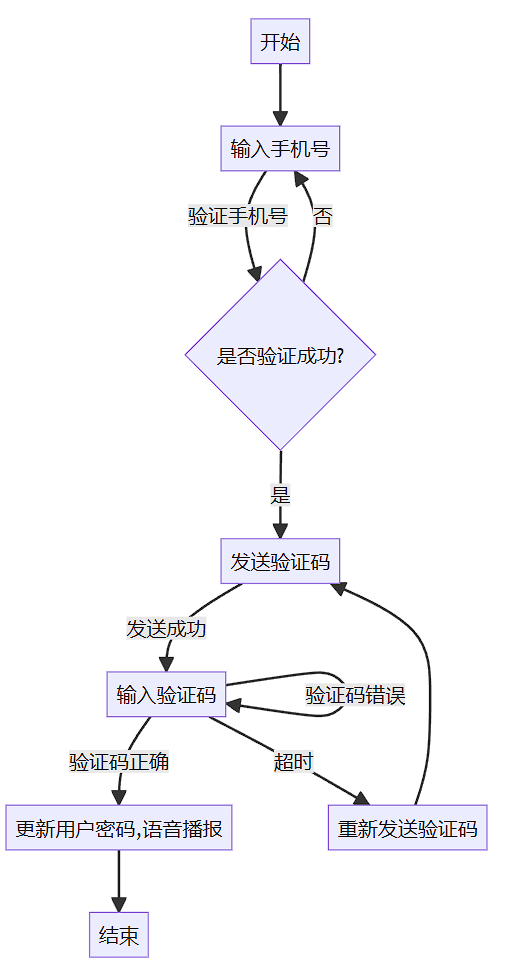 开始
输入手机号
验证手机号
否
是否验证成功?
是
发送验证码
发送成功
输入验证码
验证码错误
验证码正确
超时
更新用户密码,语音播报
重新发送验证码
结束